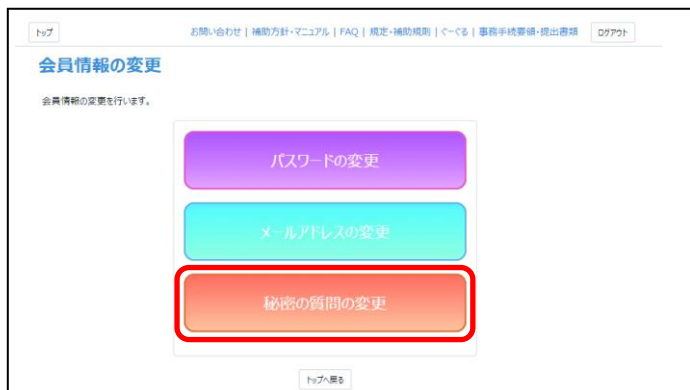 トップ お問い合わせ | 補助方針・マニュアル | FAQ | 規定・補助規則 | ぐーぐる | 事務手続要領・提出書類 ログアウト
会員情報の変更
会員情報の変更を行います。
パスワードの変更
メールアドレスの変更
秘密の質問の変更
トップへ戻る